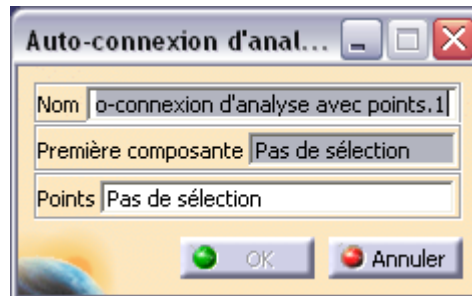 Auto-connexion d'anal...
Nom o-connexion d'analyse avec points.1
Première composante Pas de sélection
Points Pas de sélection
OK Annuler